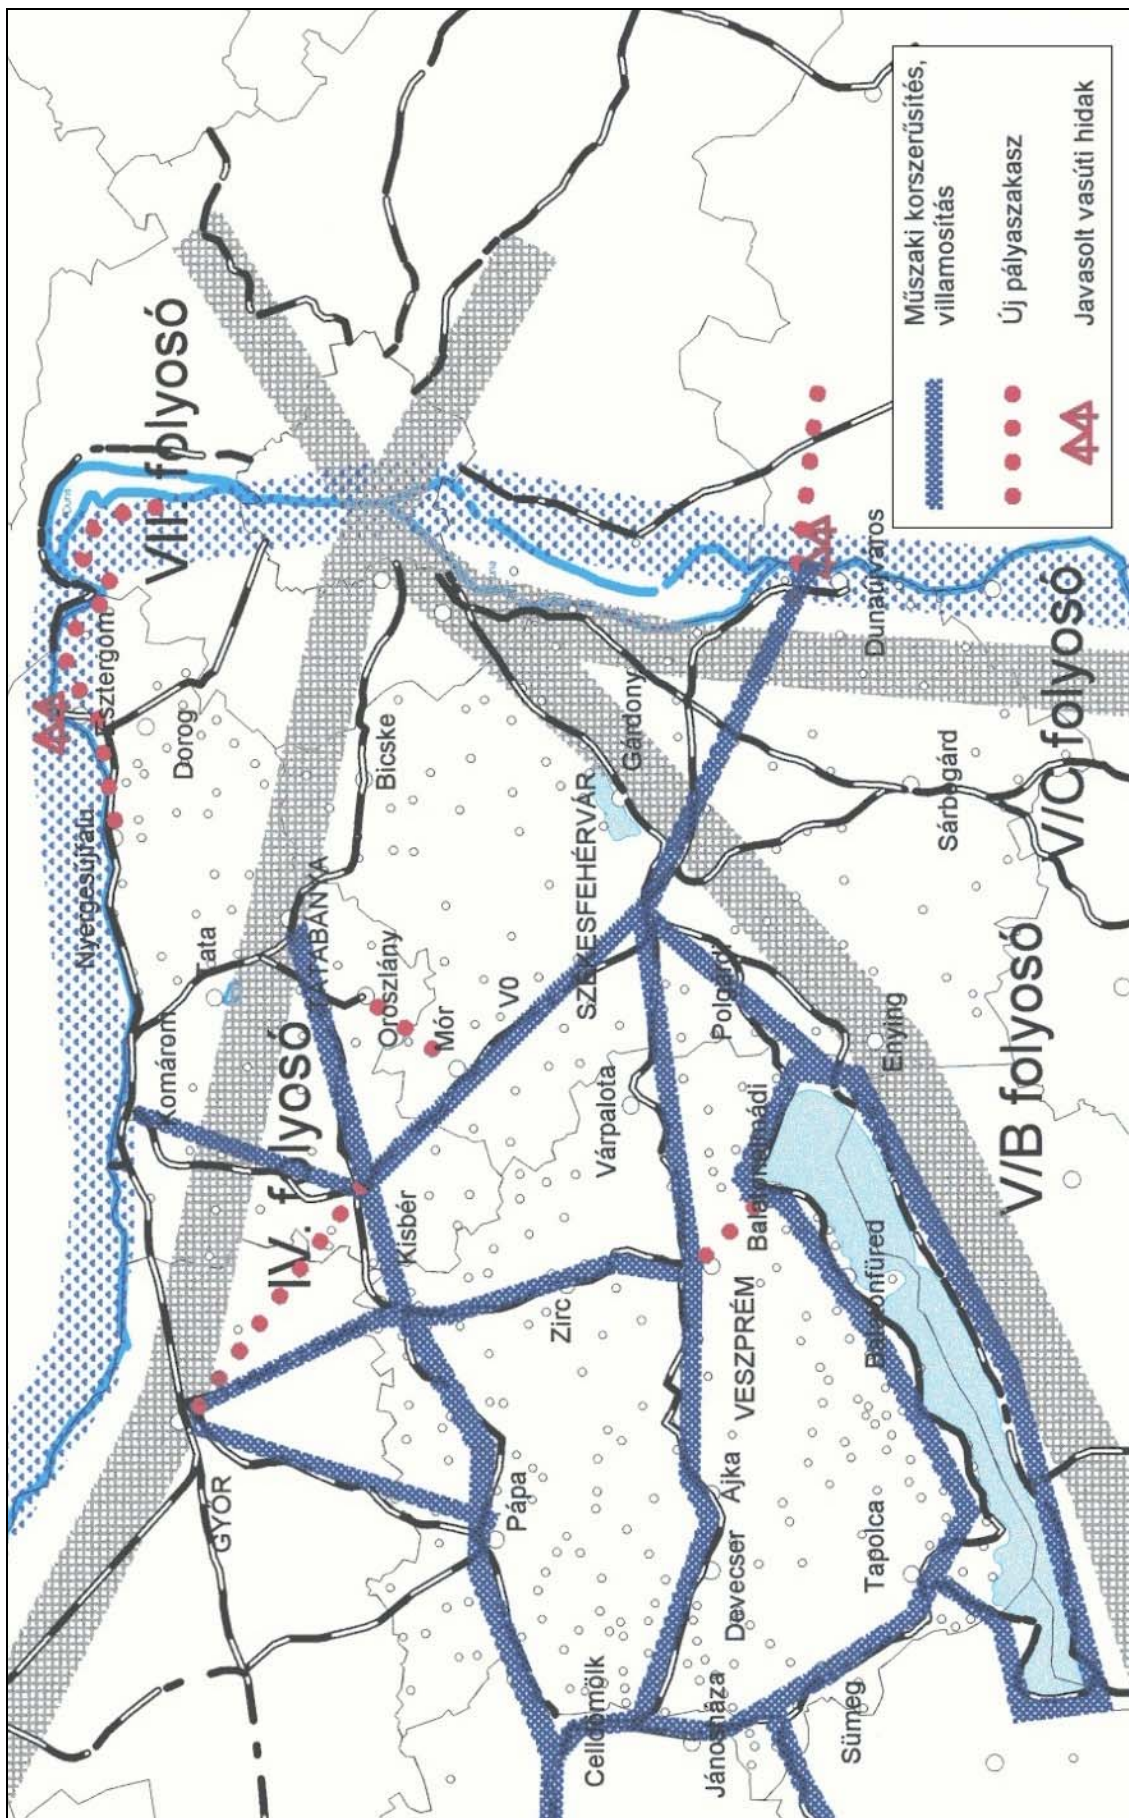 VII. folyosó
Duna
Nyergesújfalu
Esztergom
Dorog
Komárom
Tata
TATABÁNYA
Bicske
GYŐR
IV. folyosó
Oroszlány
Mór
Kisbér
V0
SZÉKESFEHÉRVÁR
Gárdony
Dunaújváros
Pápa
Zirc
Várpalota
Polgárdi
Sárbogárd
Celldömölk
Devecser
Ajka
VESZPRÉM
Balatonalmádi
Enying
V/C folyosó
Jánosháza
Tapolca
Balatonfüred
V/B folyosó
Sümeg
Műszaki korszerűsítés,
villamosítás
Új pályaszakasz
Javasolt vasúti hidak